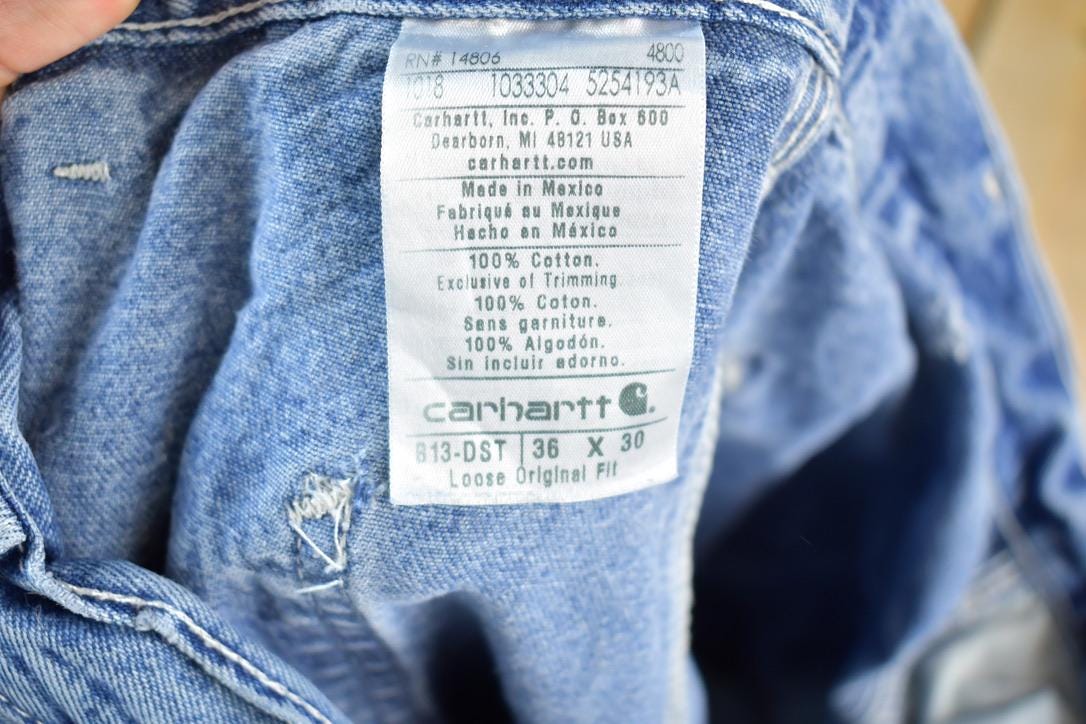 RN# 14806 4800
1018 1033304 5254193A
Carhartt, Inc. P. O. Box 600
Dearborn, MI 48121 USA
carhartt.com
Made in Mexico
Fabriqué au Mexique
Hecho en México
100% Cotton.
Exclusive of Trimming.
100% Coton.
Sans garniture.
100% Algodón.
Sin incluir adorno.
carhartt
B13-DST 36 X 30
Loose Original Fit